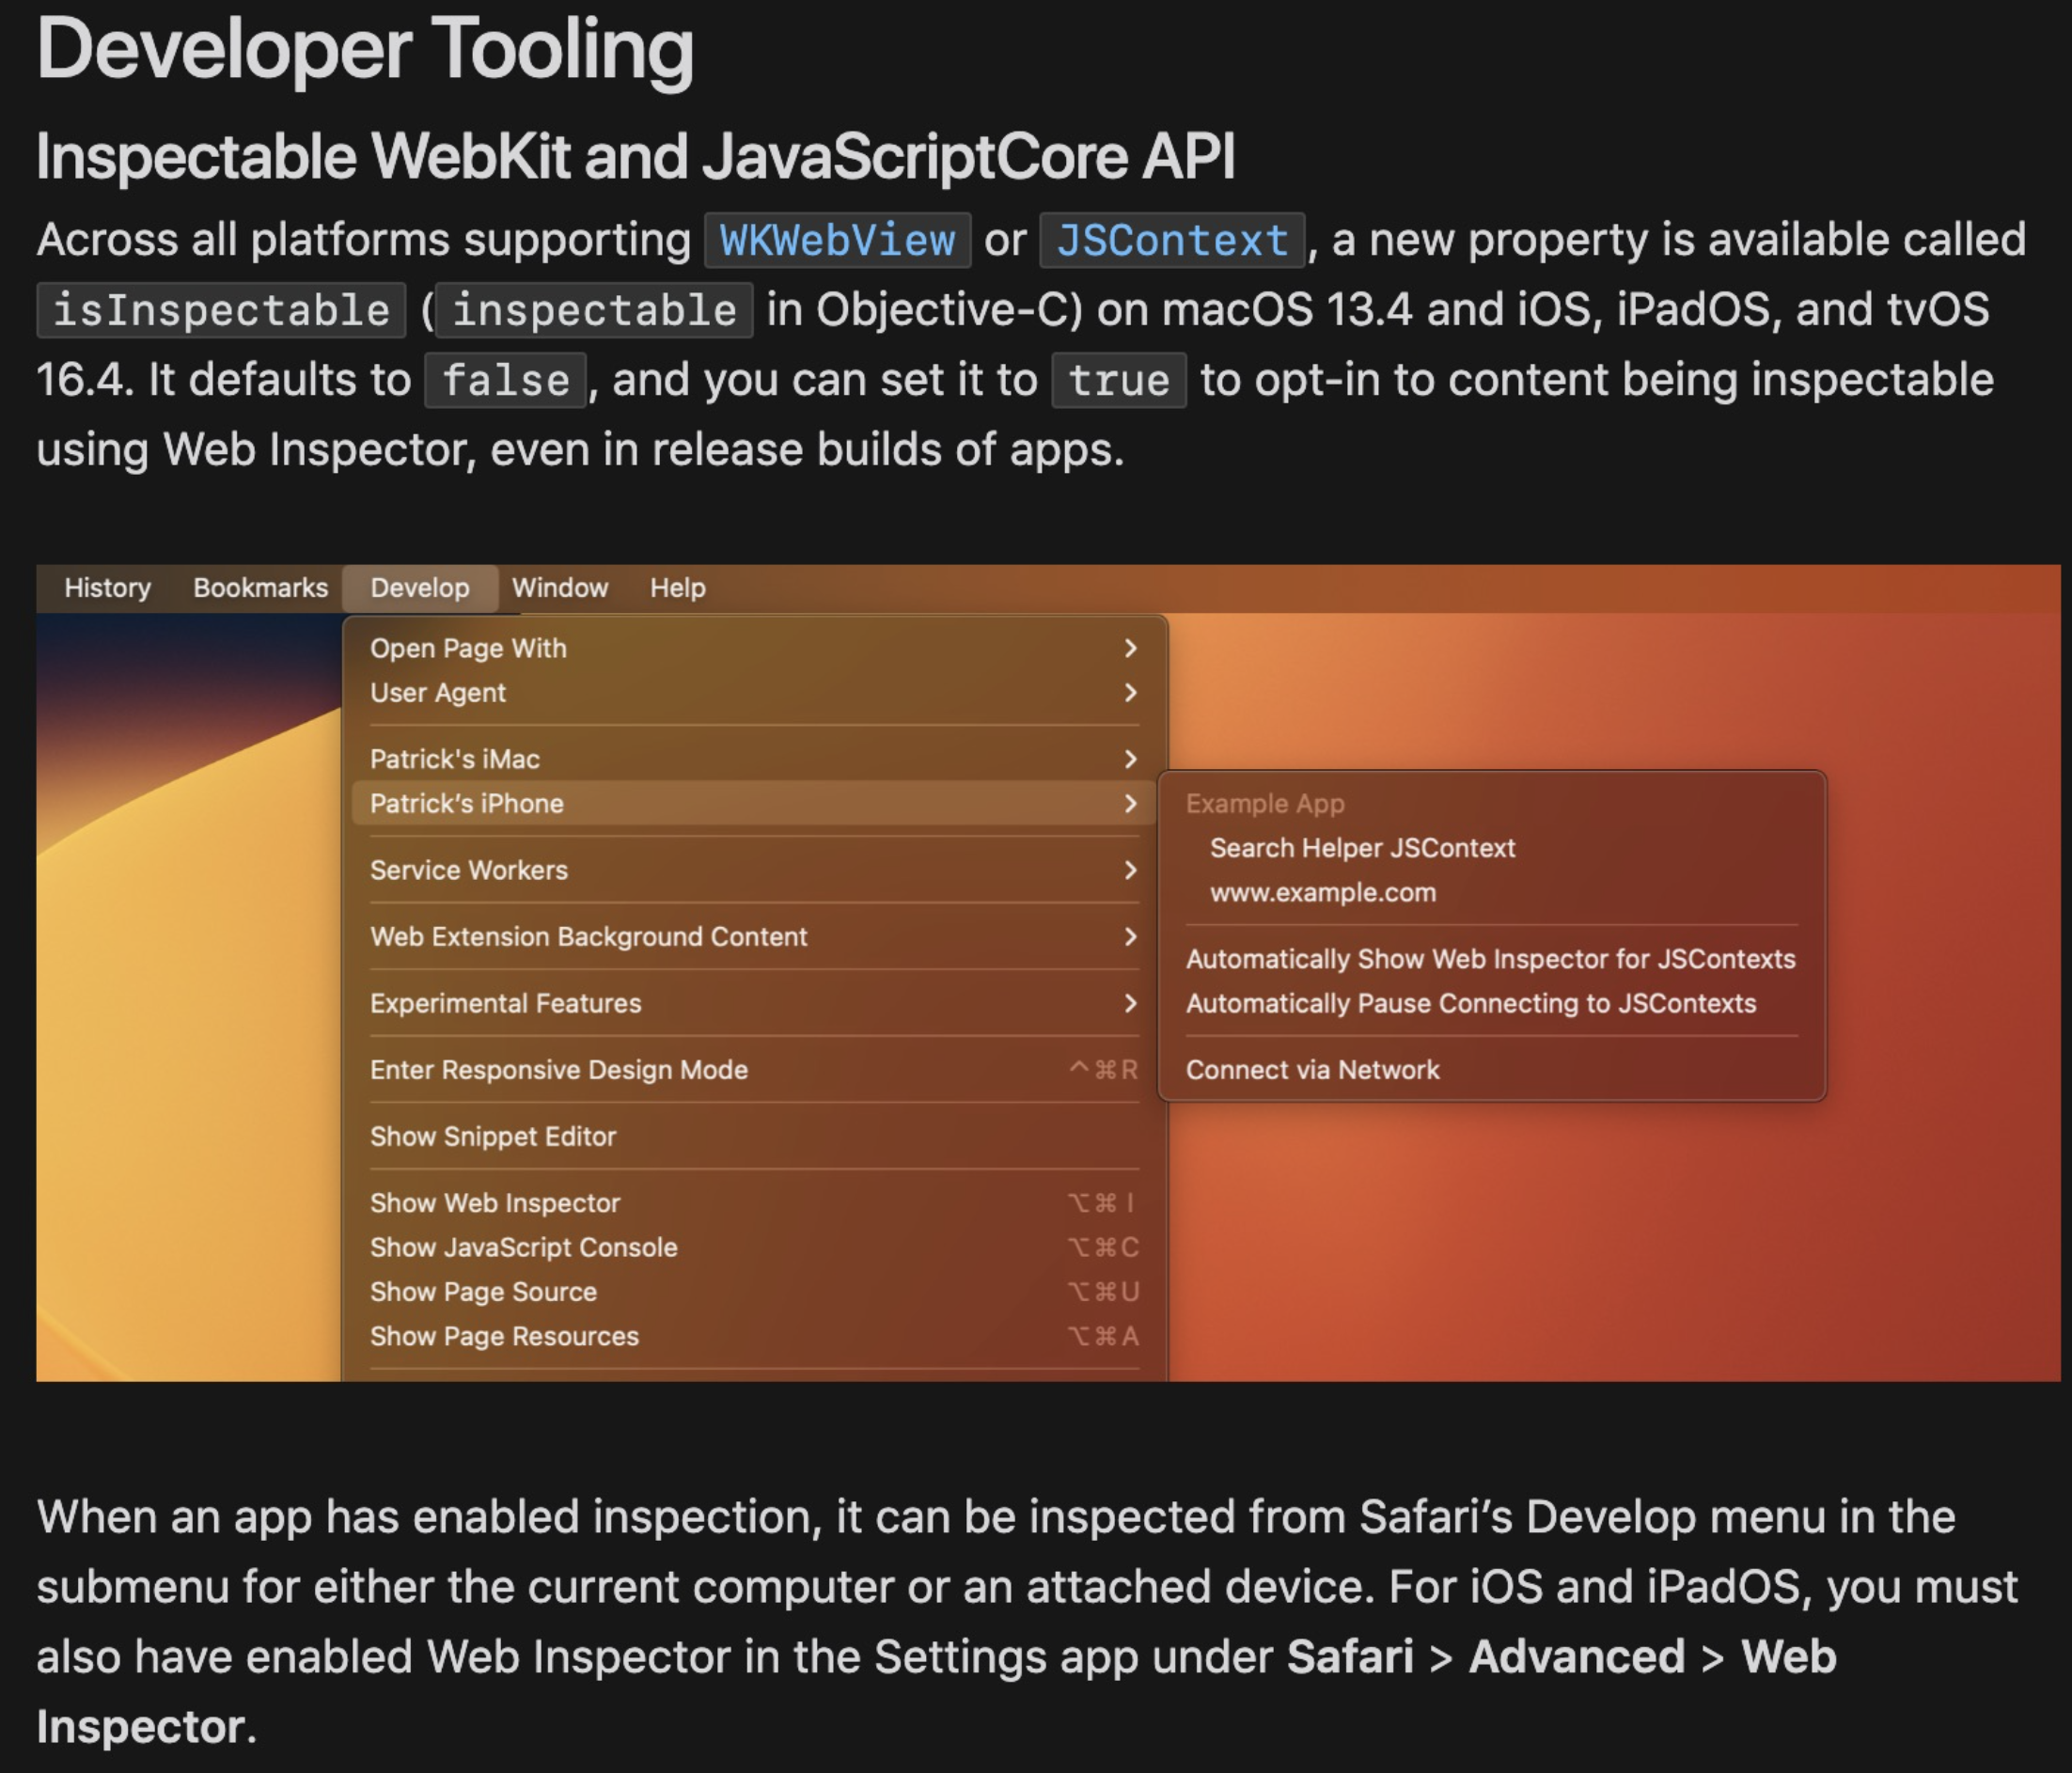 Developer Tooling
Inspectable WebKit and JavaScriptCore API
Across all platforms supporting WKWebView or JSContext, a new property is available called
isInspectable (inspectable in Objective-C) on macOS 13.4 and iOS, iPadOS, and tvOS
16.4. It defaults to false, and you can set it to true to opt-in to content being inspectable
using Web Inspector, even in release builds of apps.
History Bookmarks Develop Window Help
Open Page With
User Agent
Patrick's iMac
Patrick’s iPhone
Service Workers
Web Extension Background Content
Experimental Features
Enter Responsive Design Mode ^⌘R
Show Snippet Editor
Show Web Inspector ⌥⌘I
Show JavaScript Console ⌥⌘C
Show Page Source ⌥⌘U
Show Page Resources ⌥⌘A
Example App
Search Helper JSContext
www.example.com
Automatically Show Web Inspector for JSContexts
Automatically Pause Connecting to JSContexts
Connect via Network
When an app has enabled inspection, it can be inspected from Safari’s Develop menu in the
submenu for either the current computer or an attached device. For iOS and iPadOS, you must
also have enabled Web Inspector in the Settings app under Safari > Advanced > Web
Inspector.